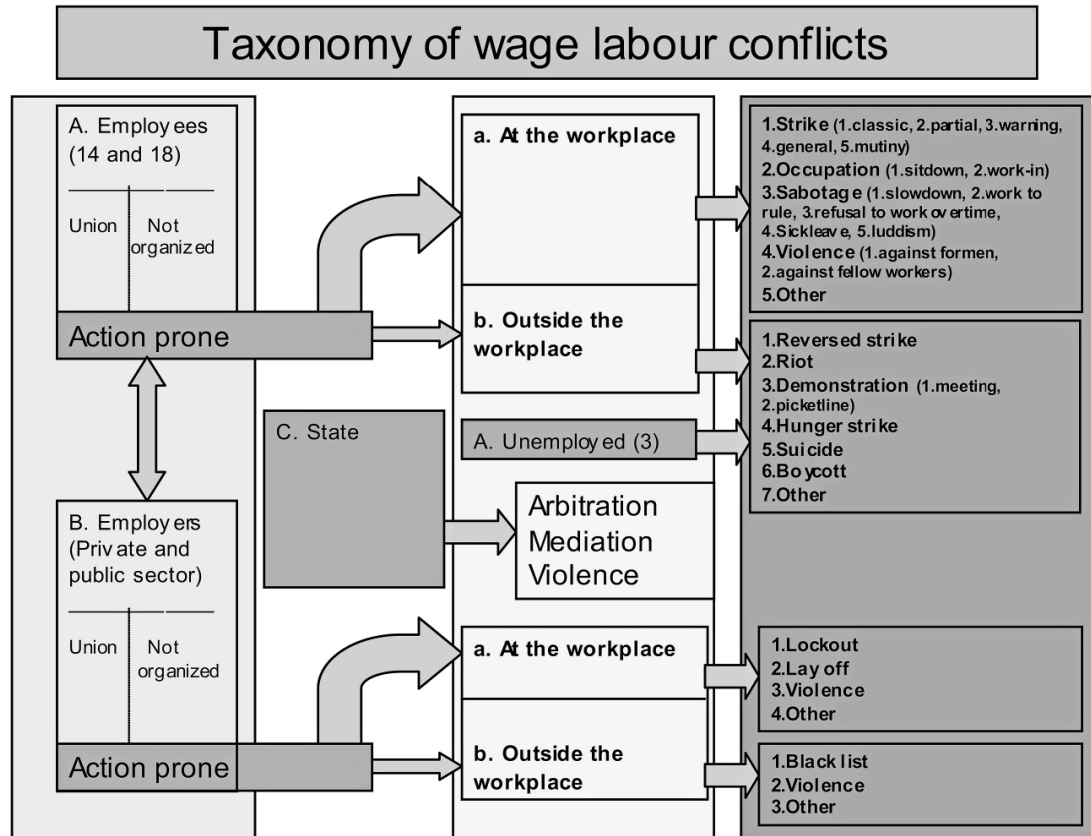 Taxonomy of wage labour conflicts
A. Employees
(14 and 18)
Union
Not
organized
Action prone
B. Employers
(Private and
public sector)
Union
Not
organized
Action prone
C. State
a. At the workplace
b. Outside the
workplace
A. Unemployed (3)
Arbitration
Mediation
Violence
a. At the workplace
b. Outside the
workplace
1.Strike (1.classic, 2.partial, 3.warning,
4.general, 5.mutiny)
2.Occupation (1.sitdown, 2.work-in)
3.Sabotage (1.slowdown, 2.work to
rule, 3.refusal to work overtime,
4.Sickleave, 5.luddism)
4.Violence (1.against formen,
2.against fellow workers)
5.Other
1.Reversed strike
2.Riot
3.Demonstration (1.meeting,
2.picketline)
4.Hunger strike
5.Suicide
6.Boycott
7.Other
1.Lockout
2.Lay off
3.Violence
4.Other
1.Black list
2.Violence
3.Other